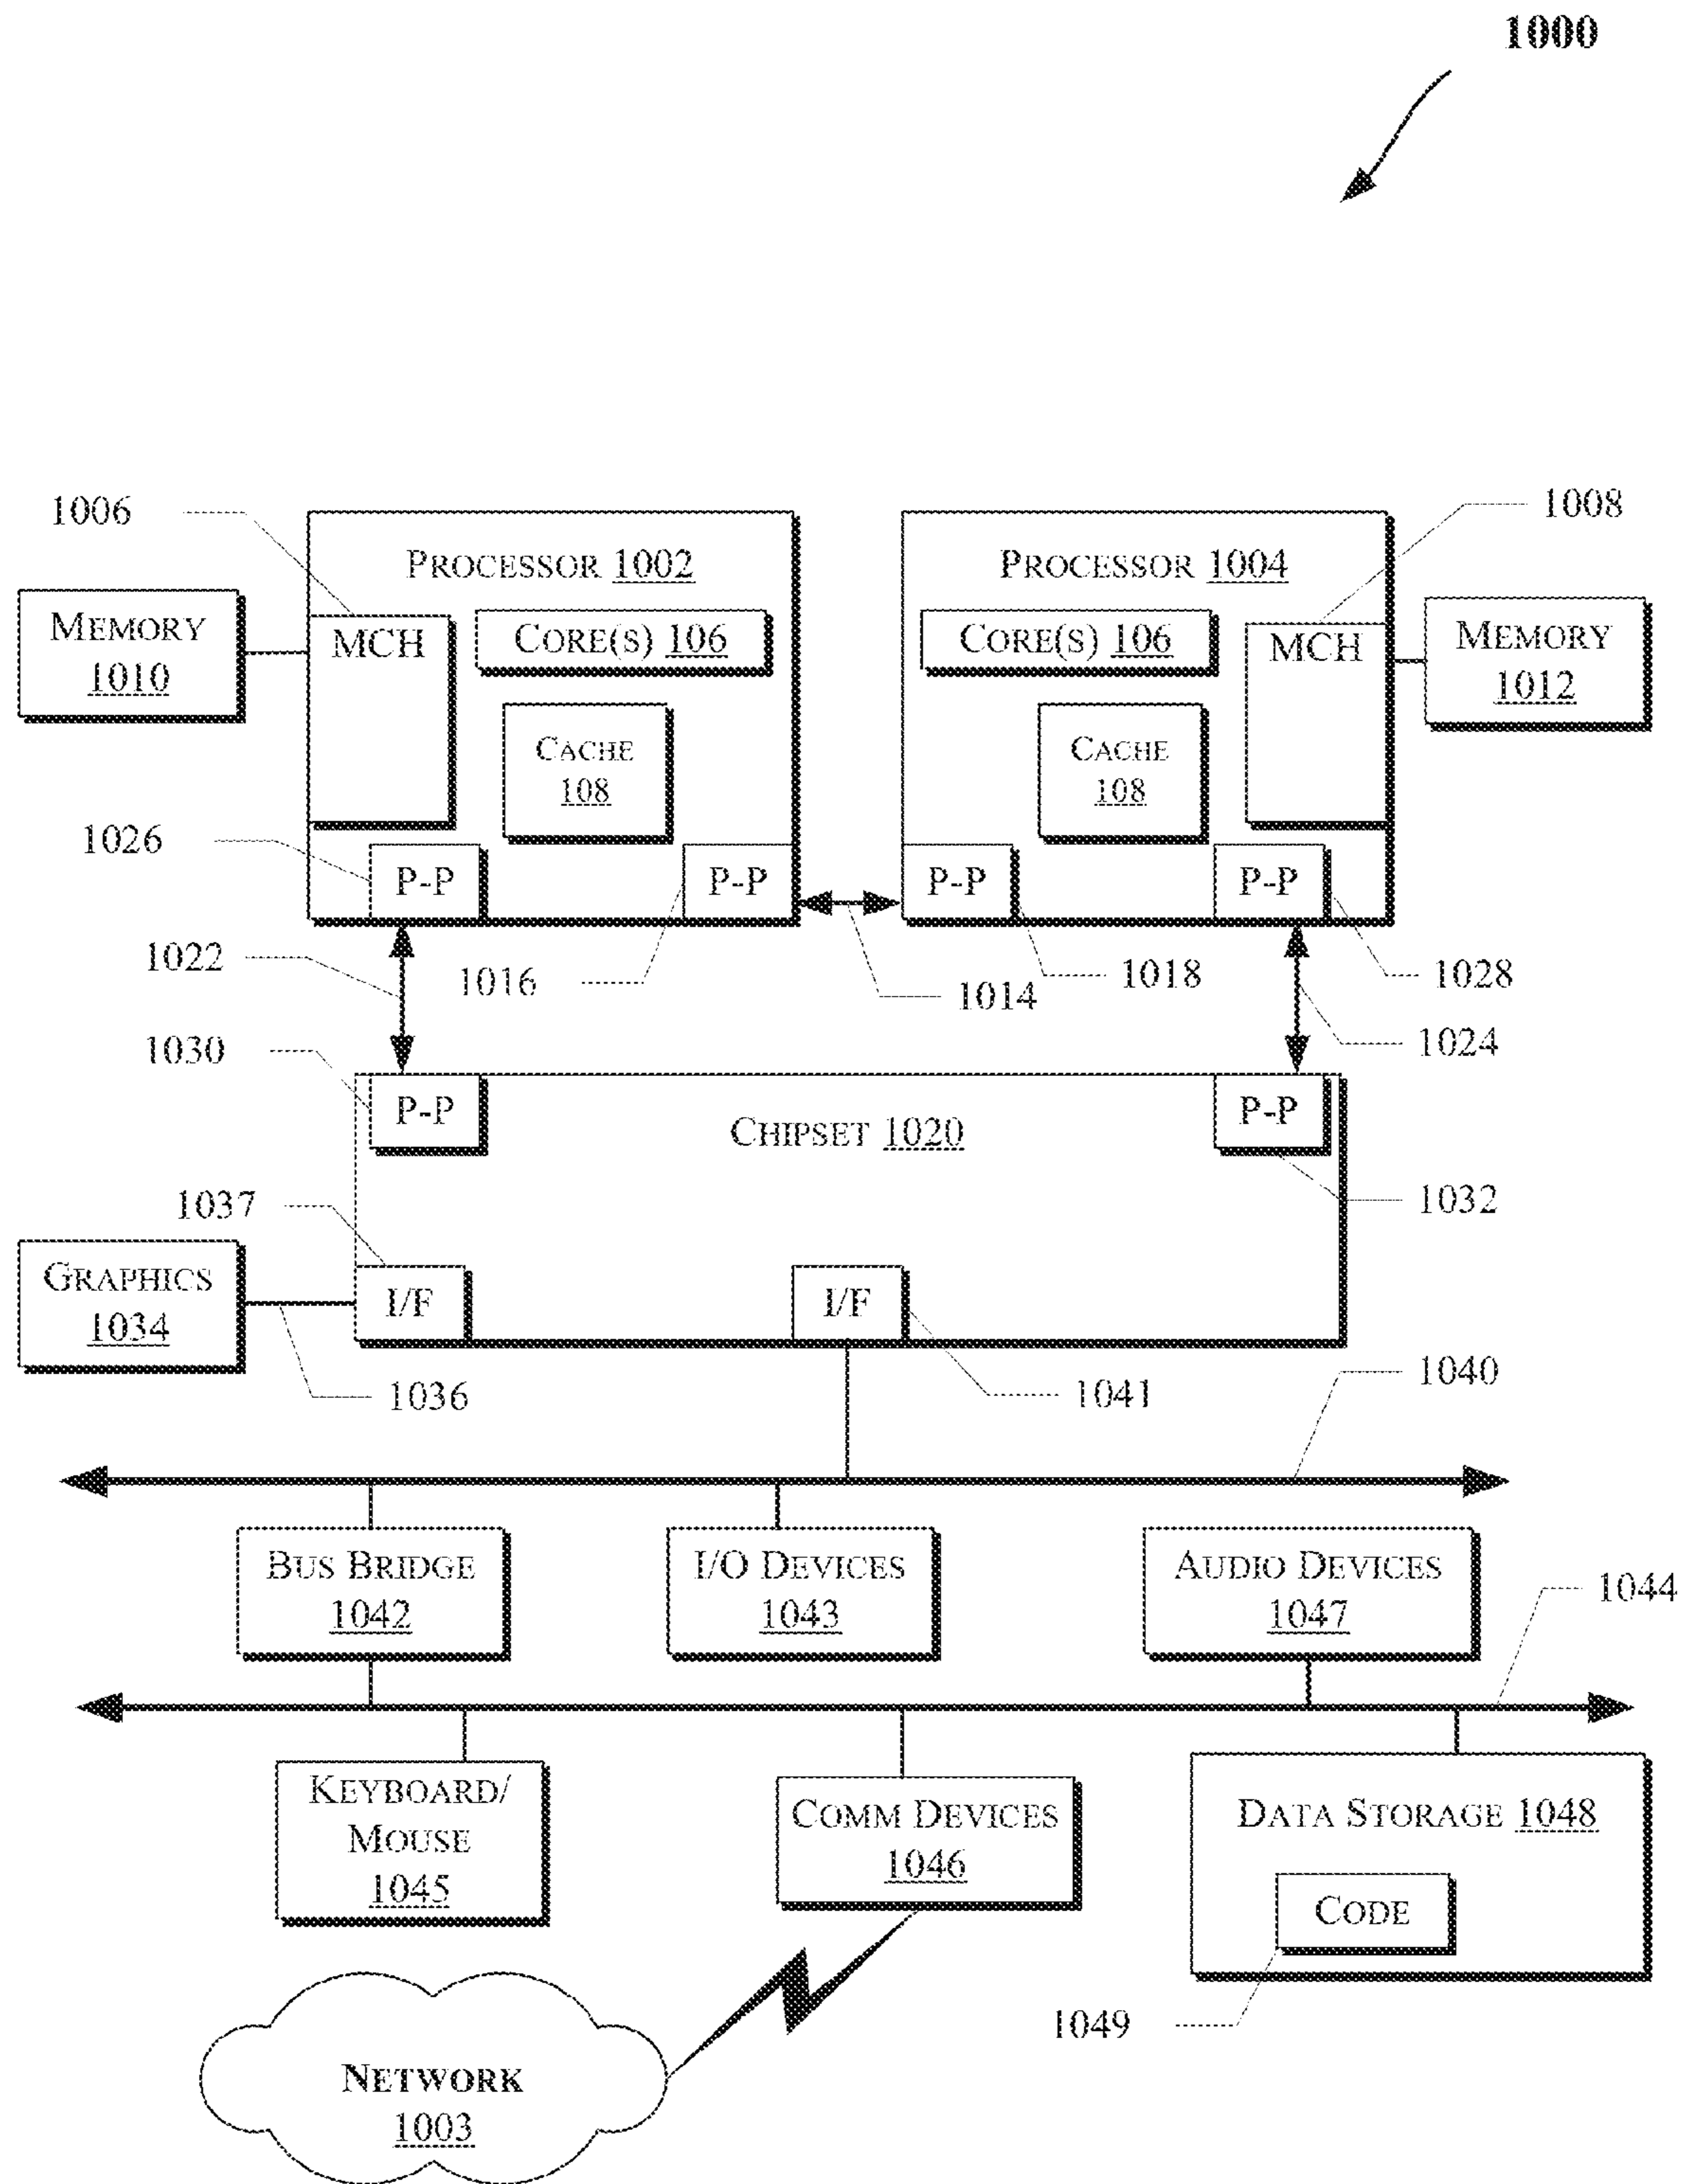 1000
1006
1008
PROCESSOR 1002
PROCESSOR 1004
MEMORY
1010
MCH
CORE(S) 106
CORE(S) 106
MCH
MEMORY
1012
CACHE
108
CACHE
108
1026
P-P
P-P
P-P
P-P
1022
1016
1014
1018
1028
1024
1030
P-P
CHIPSET 1020
P-P
1037
1032
GRAPHICS
1034
I/F
I/F
1036
1041
1040
BUS BRIDGE
1042
I/O DEVICES
1043
AUDIO DEVICES
1047
1044
KEYBOARD/
MOUSE
1045
COMM DEVICES
1046
DATA STORAGE 1048
CODE
1049
NETWORK
1003